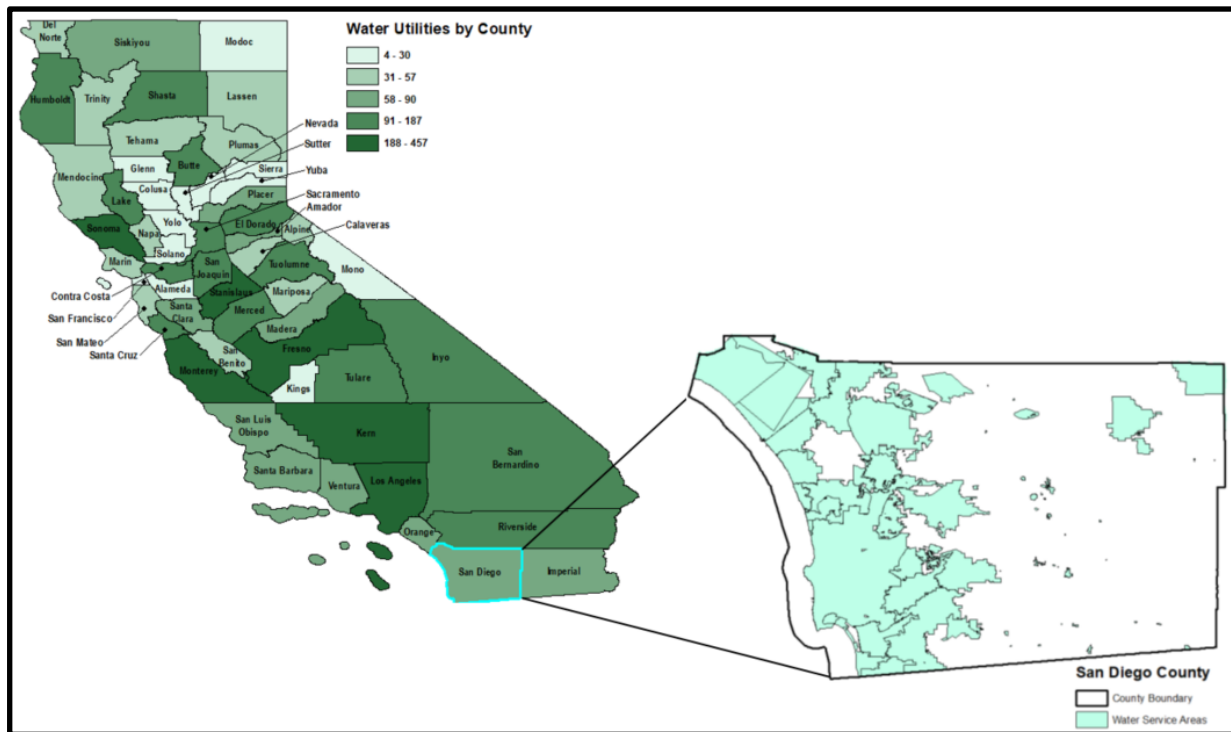 Water Utilities by County
4 - 30
31 - 57
58 - 90
91 - 187
188 - 457
Del
Norte
Siskiyou
Modoc
Humboldt
Trinity
Shasta
Lassen
Nevada
Sutter
Tehama
Plumas
Butte
Glenn
Sierra
Yuba
Mendocino
Colusa
Lake
Placer
Sacramento
Amador
Calaveras
Yolo
El Dorado
Alpine
Sonoma
Napa
Solano
Marin
San
Joaquin
Tuolumne
Mono
Contra Costa
Alameda
Stanislaus
Mariposa
San Francisco
Santa
Clara
Merced
Madera
San Mateo
Santa Cruz
San
Benito
Fresno
Inyo
Monterey
Kings
Tulare
San Luis
Obispo
Kern
San
Bernardino
Santa Barbara
Ventura
Los Angeles
Orange
Riverside
San Diego
Imperial
San Diego County
County Boundary
Water Service Areas